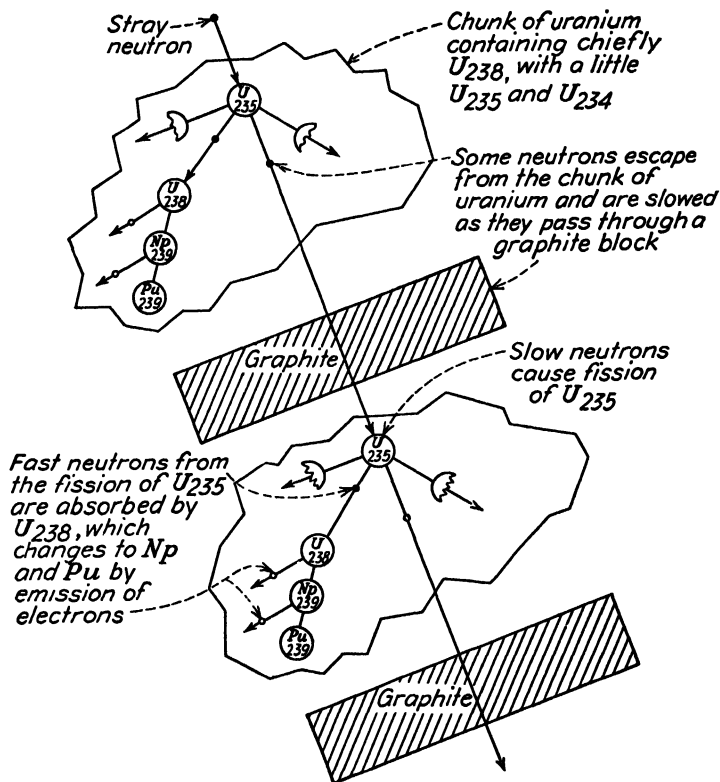 Stray
neutron
Chunk of uranium
containing chiefly
U238, with a little
U235 and U234
U
235
Some neutrons escape
from the chunk of
uranium and are slowed
as they pass through a
graphite block
U
238
Np
239
Pu
239
Graphite
Slow neutrons
cause fission
of U235
U
235
Fast neutrons from
the fission of U235
are absorbed by
U238, which
changes to Np
and Pu by
emission of
electrons
U
238
Np
239
Pu
239
Graphite